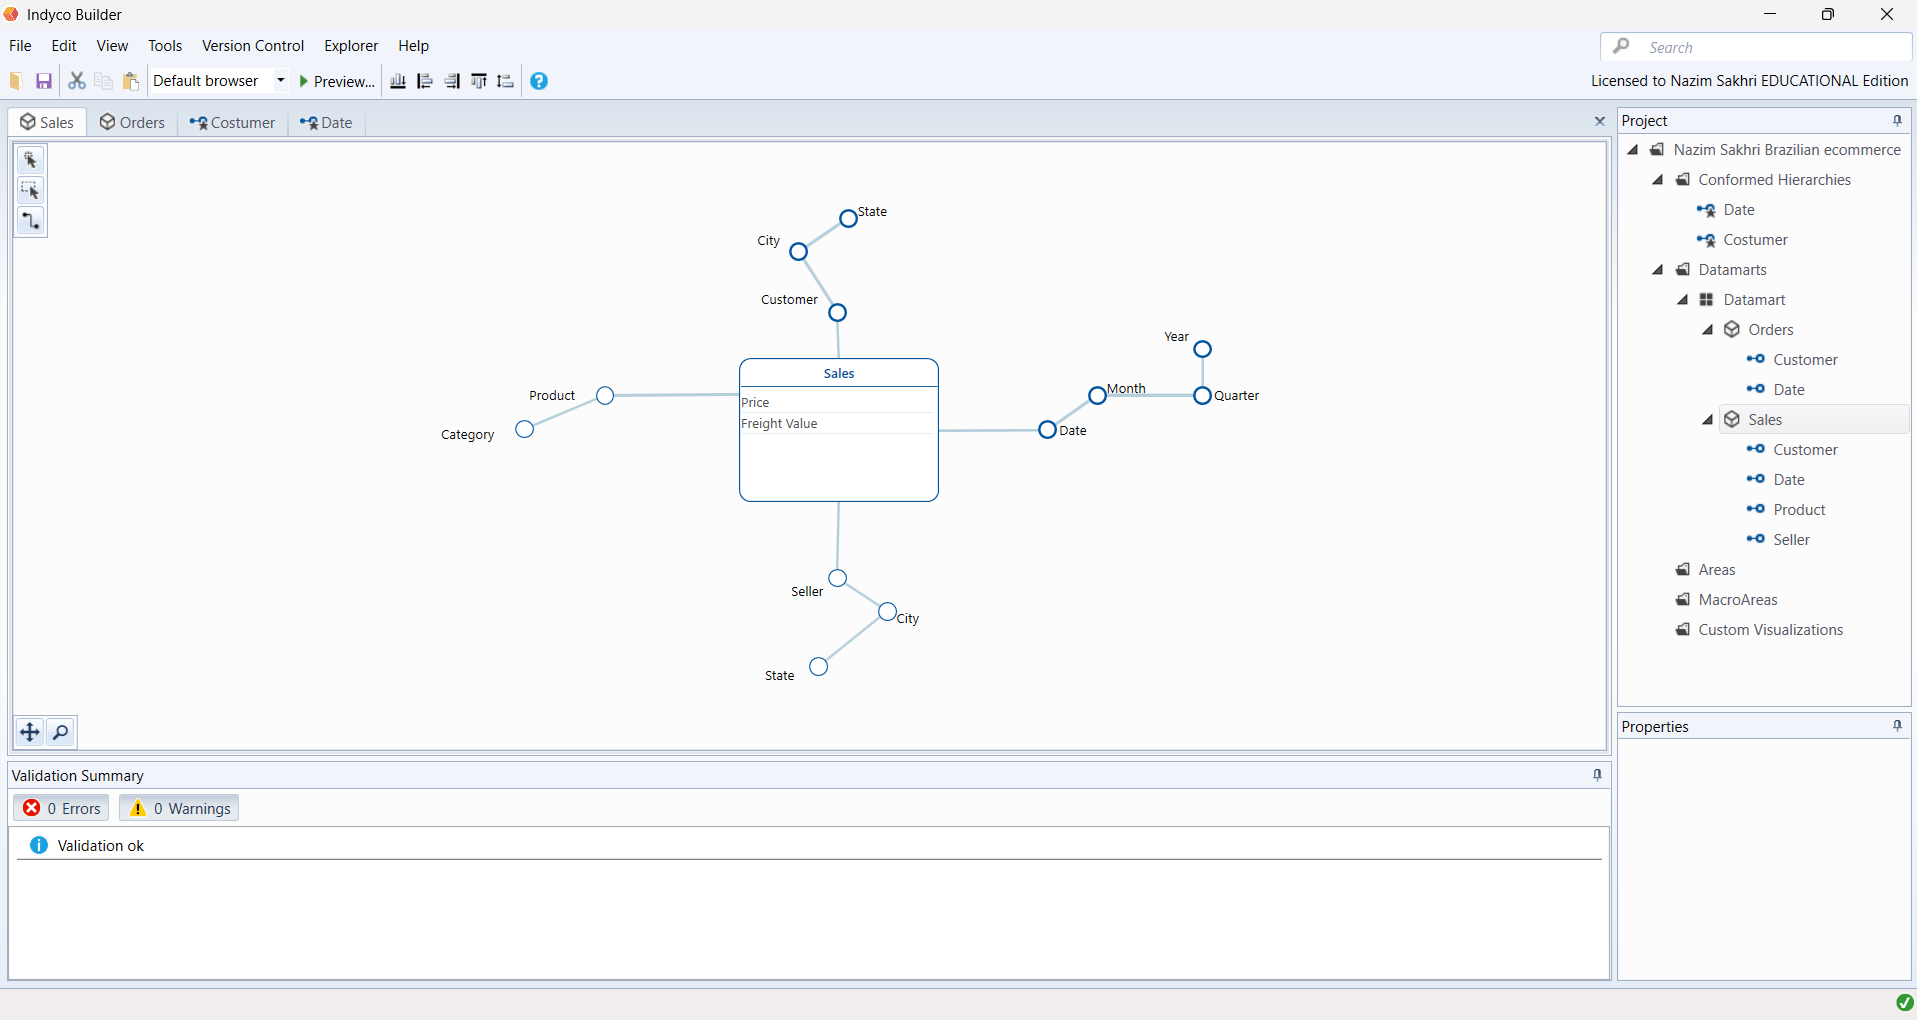 Indyco Builder
File Edit View Tools Version Control Explorer Help
Search
Default browser Preview...
Licensed to Nazim Sakhri EDUCATIONAL Edition
Sales Orders Costumer Date
State
City
Customer
Year
Month
Quarter
Date
Product
Category
Sales
Price
Freight Value
Seller
City
State
Project
Nazim Sakhri Brazilian ecommerce
Conformed Hierarchies
Date
Costumer
Datamarts
Datamart
Orders
Customer
Date
Sales
Customer
Date
Product
Seller
Areas
MacroAreas
Custom Visualizations
Properties
Validation Summary
0 Errors 0 Warnings
Validation ok